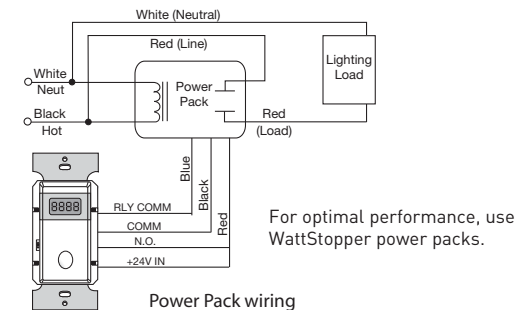 White (Neutral)
Red (Line)
White
Neut
Power
Pack
Lighting
Load
Black
Hot
Red
(Load)
Blue
Black
Red
8888
RLY COMM
COMM
N.O.
+24V IN
For optimal performance, use
WattStopper power packs.
Power Pack wiring